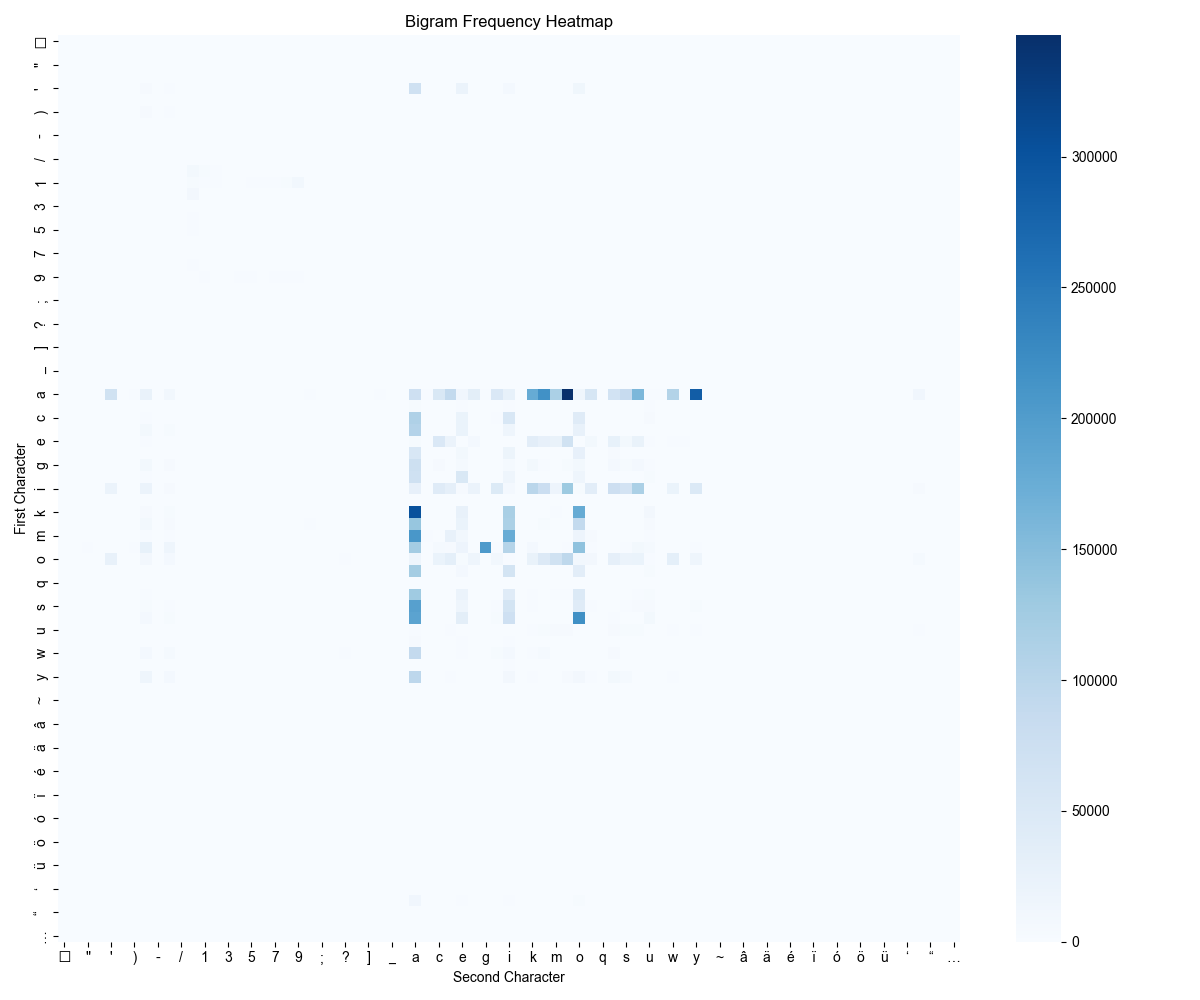 Bigram Frequency Heatmap
First Character
□
"
'
)
-
/
1
3
5
7
9
;
?
]
_
a
c
e
g
i
k
m
o
q
s
u
w
y
~
â
ä
é
ï
ó
ö
ü
‘
“
…
□ " ' ) - / 1 3 5 7 9 ; ? ] _ a c e g i k m o q s u w y ~ â ä é ï ó ö ü ‘ “ …
Second Character
300000
250000
200000
150000
100000
50000
0